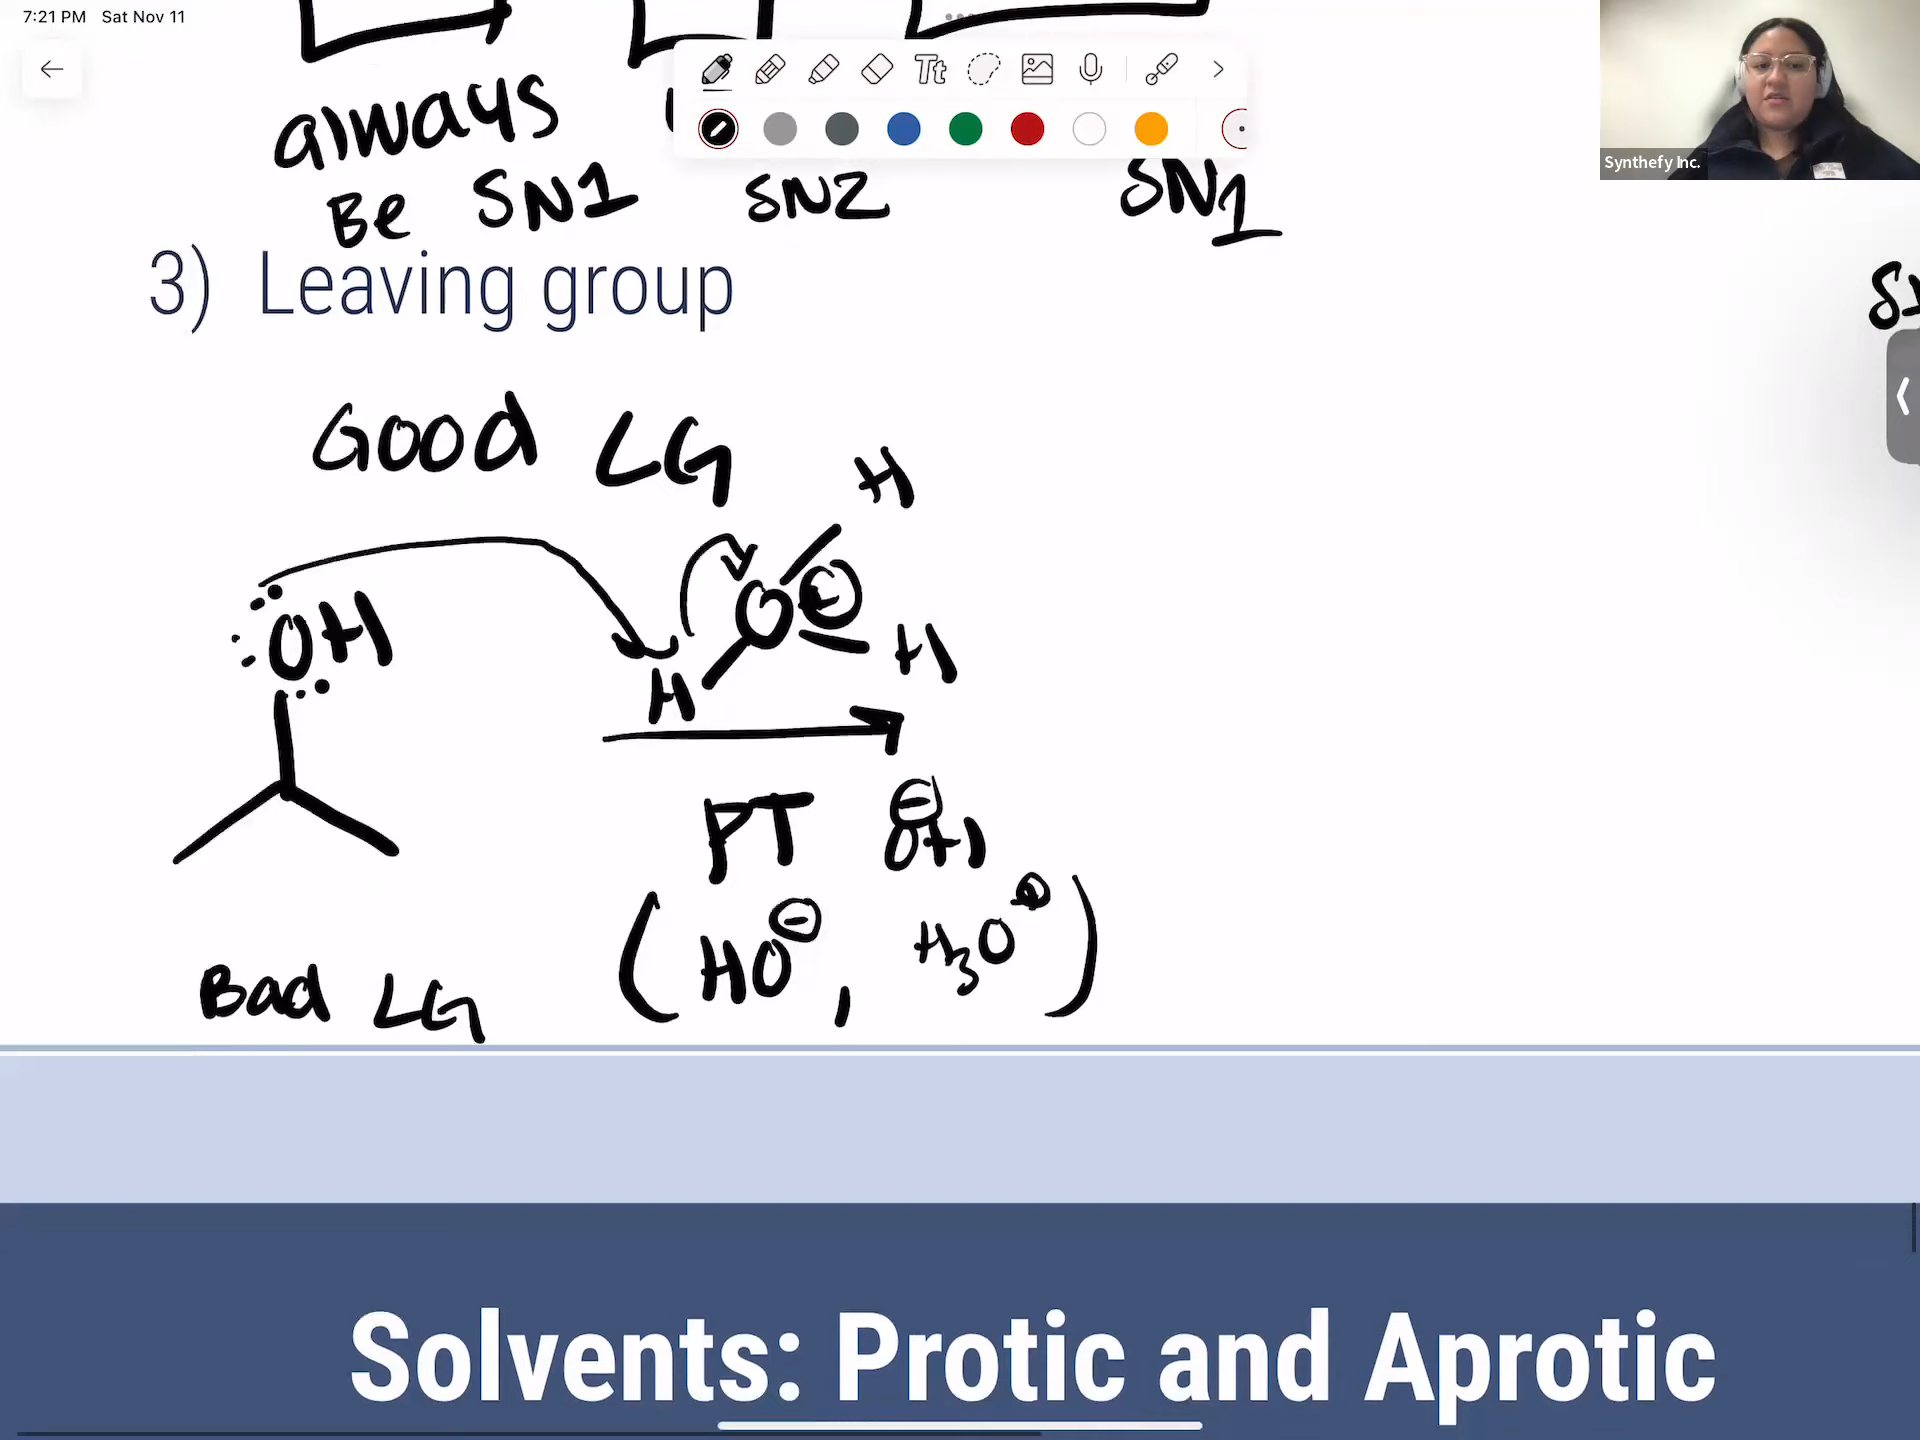 7:21 PM Sat Nov 11
Tt
Synthefy Inc.
always
Be SN1
SN2
SN1
3) Leaving group
Good LG
H
OH
O
H
H
PT
OH
(HO⊖, H₃O⊕)
Bad LG
Solvents: Protic and Aprotic